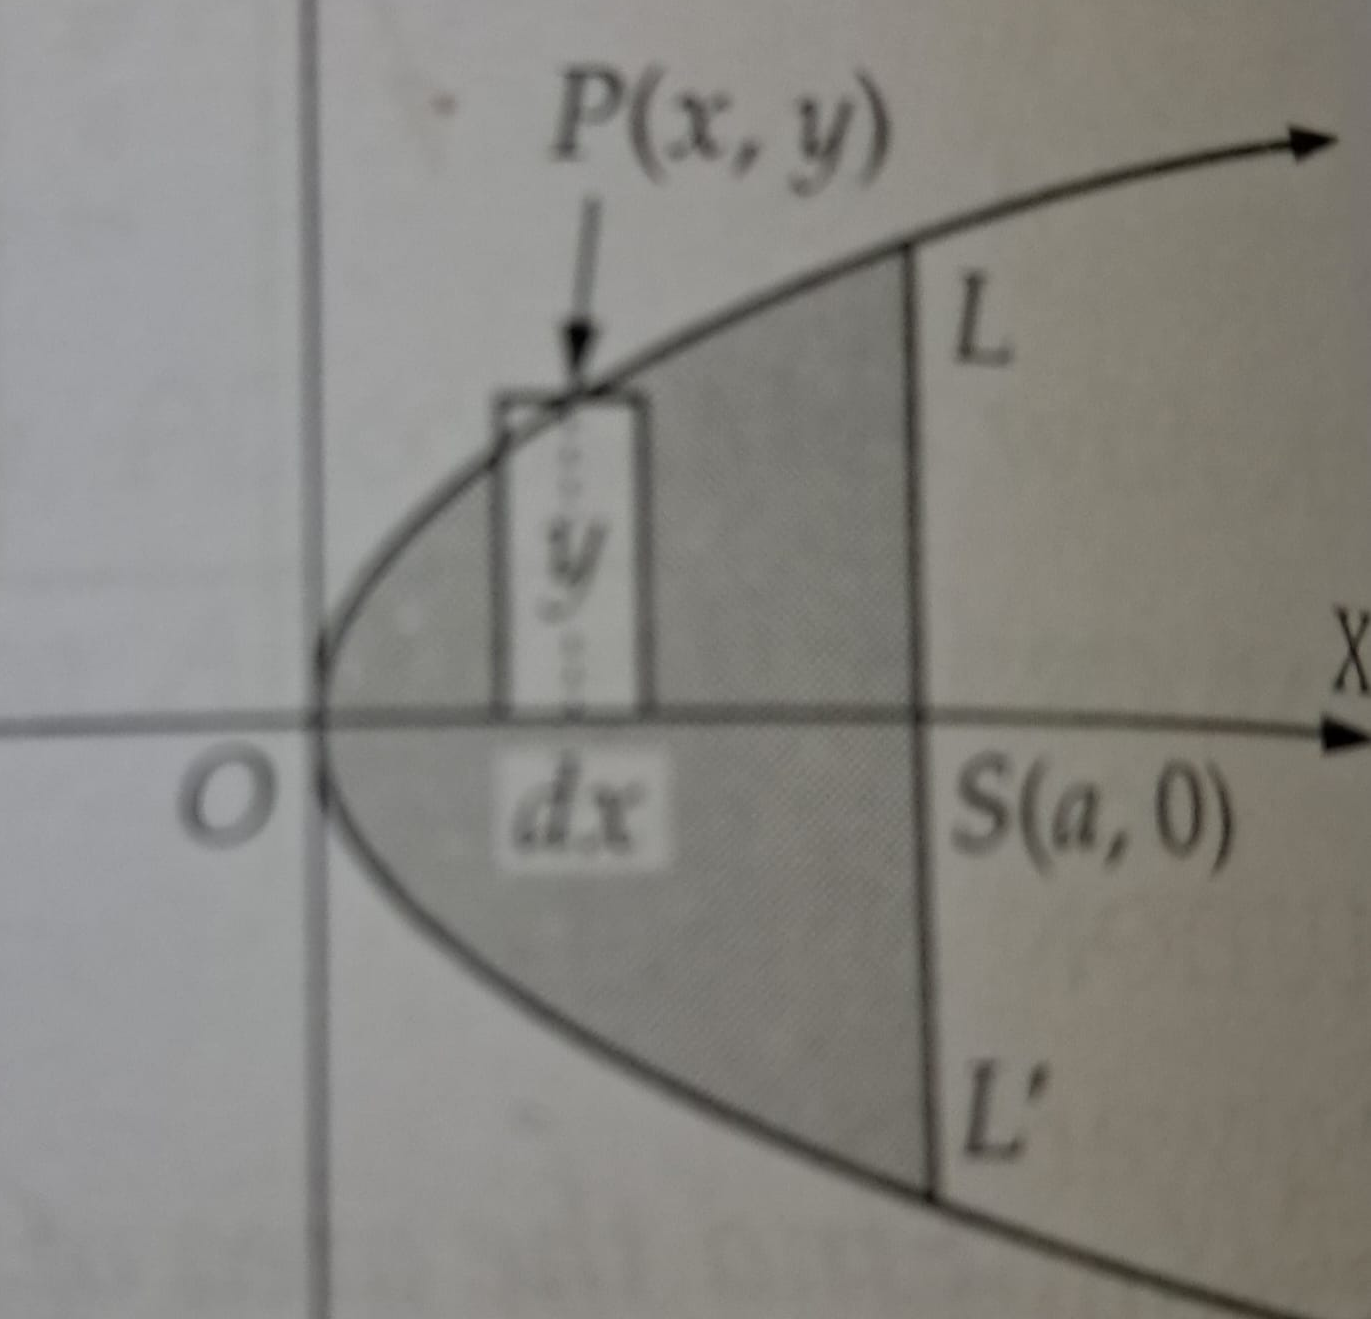 P(x, y)
L
y
X
O
dx
S(a, 0)
L'